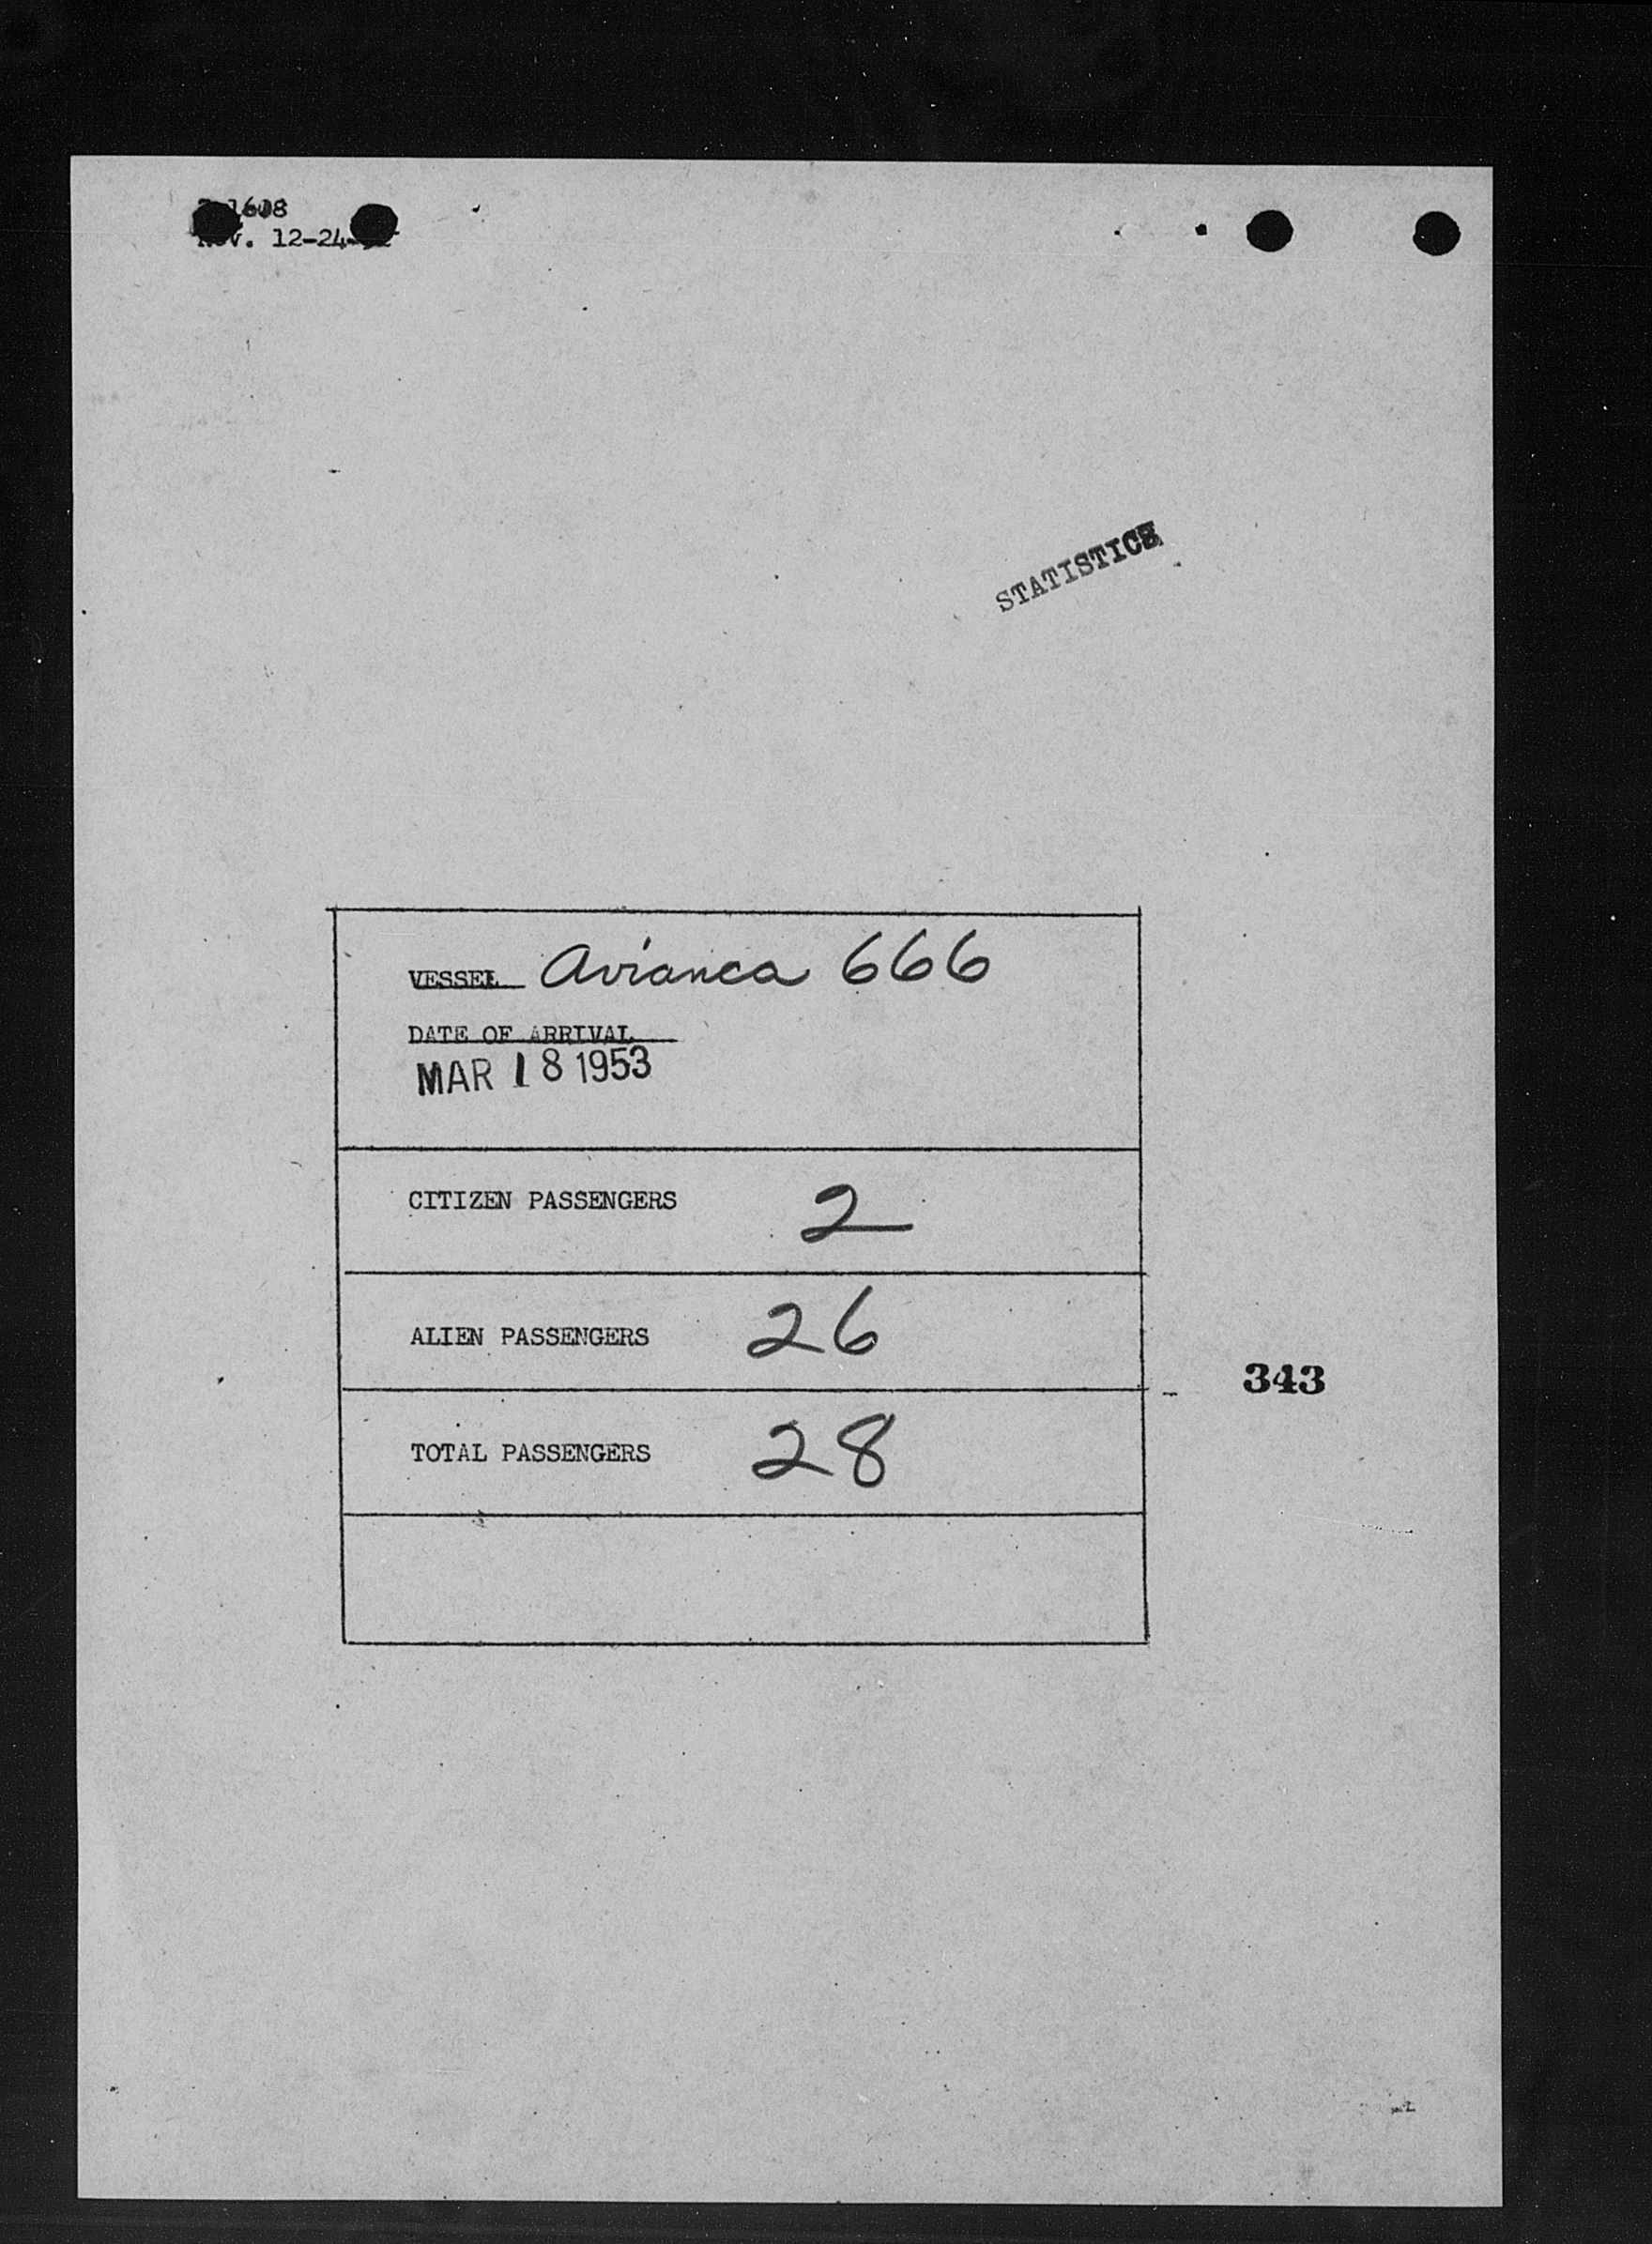 1608
12-24-
STATISTICS
VESSEL Avianca 666
DATE OF ARRIVAL
MAR 18 1953
CITIZEN PASSENGERS 2
ALIEN PASSENGERS 26
343
TOTAL PASSENGERS 28